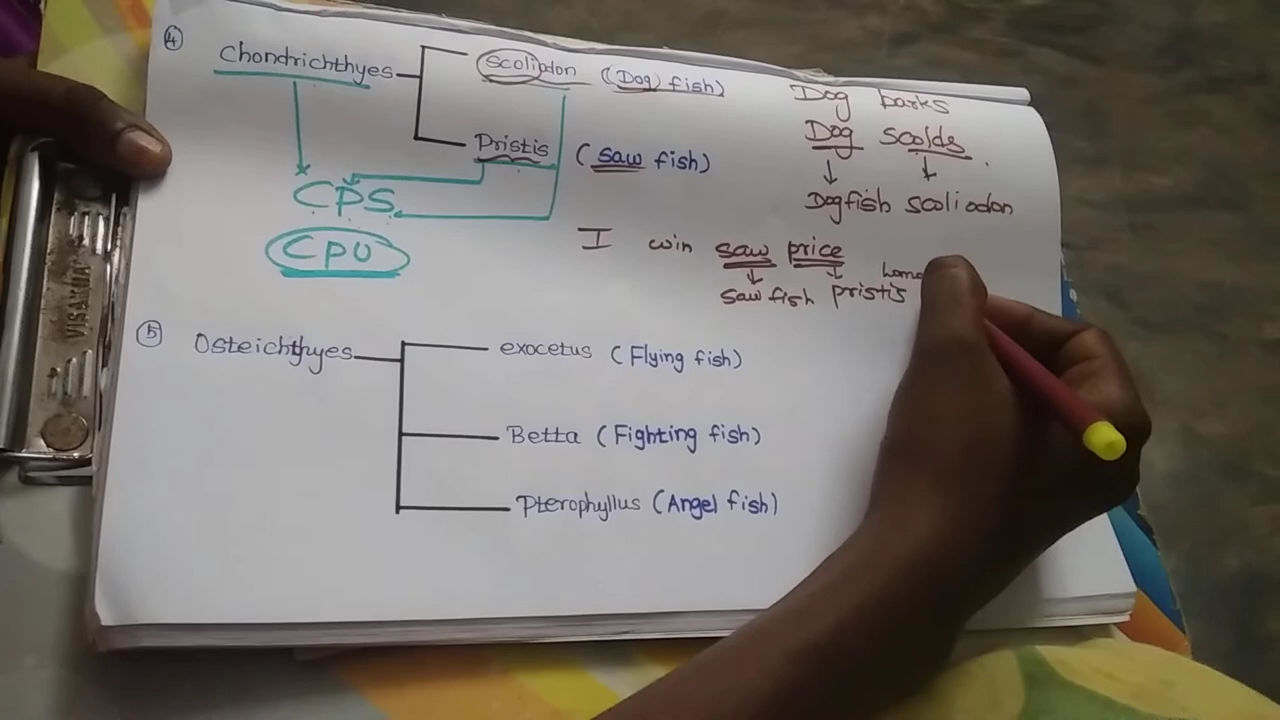 ④
Chondrichthyes
Scoliodon (Dog fish)
Pristis (Saw fish)
CPS
CPU
Dog barks
Dog scolds.
Dogfish scoliodon
I win saw price
saw fish pristis
⑤
Osteichthyes
exocetus (Flying fish)
Betta (Fighting fish)
Pterophyllus (Angel fish)
VISAKHA